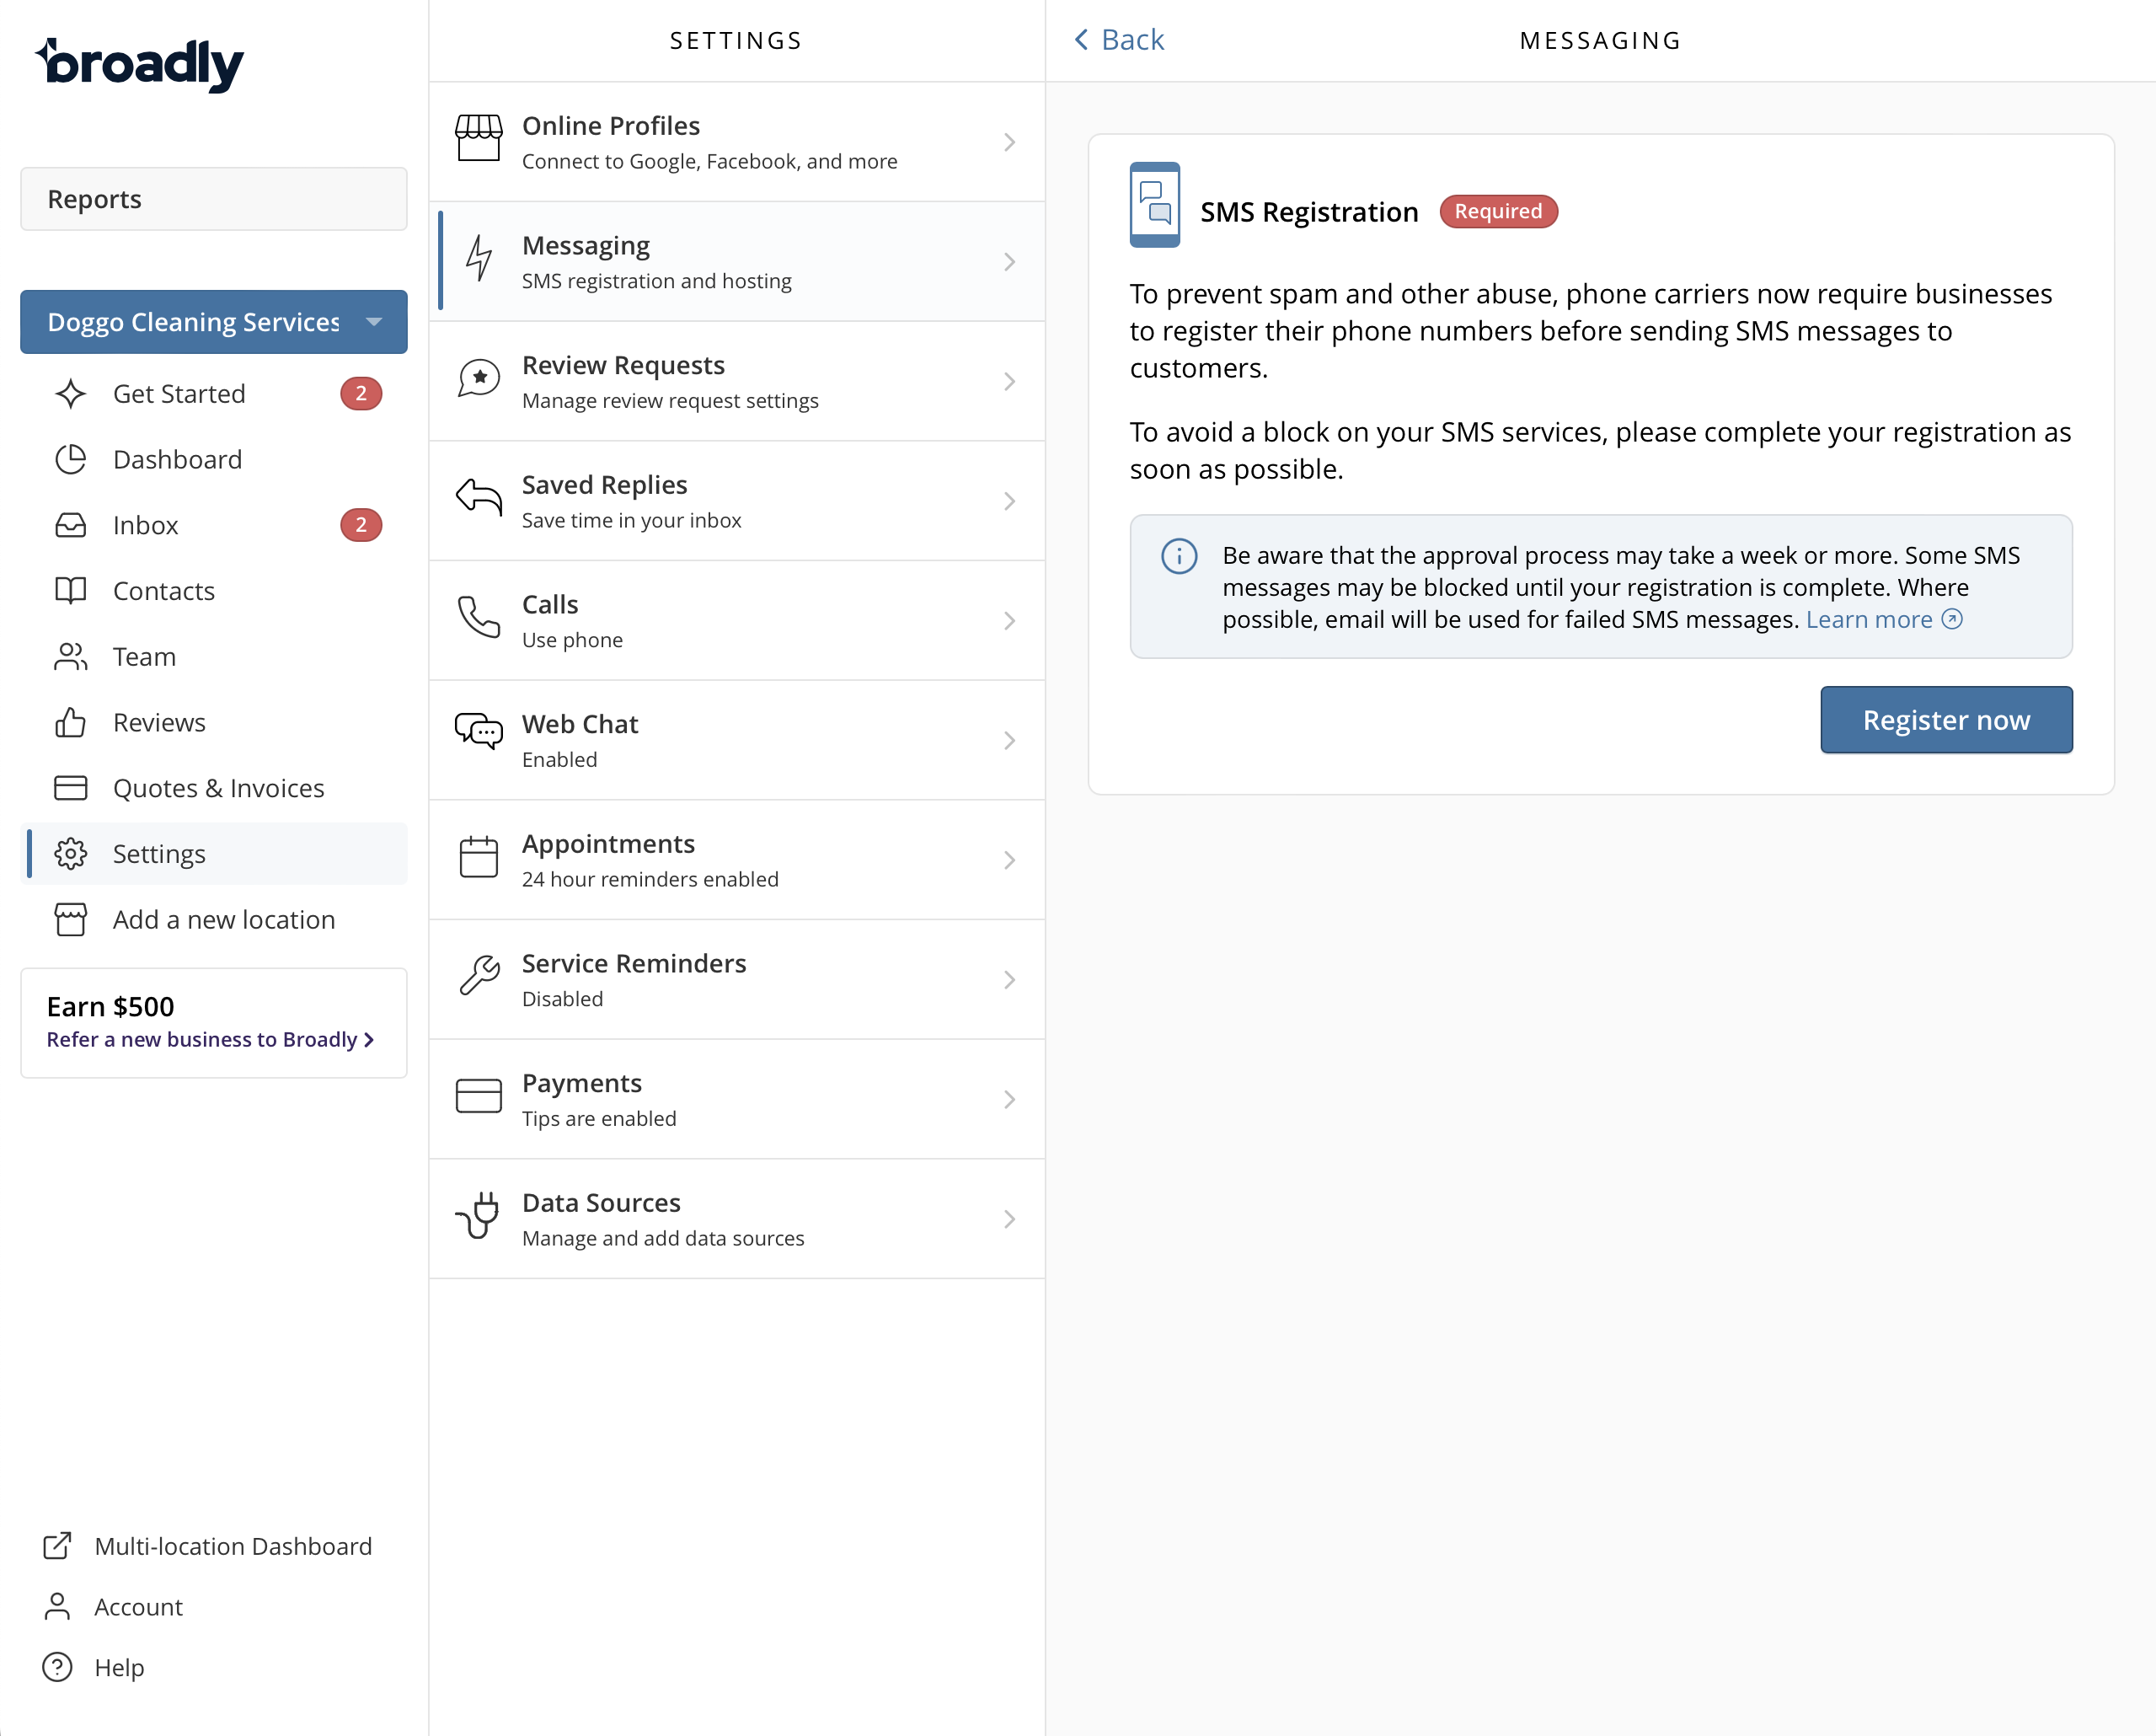 broadly
Reports
Doggo Cleaning Services
Get Started 2
Dashboard
Inbox 2
Contacts
Team
Reviews
Quotes & Invoices
Settings
Add a new location
Earn $500
Refer a new business to Broadly
Multi-location Dashboard
Account
Help
SETTINGS
Online Profiles
Connect to Google, Facebook, and more
Messaging
SMS registration and hosting
Review Requests
Manage review request settings
Saved Replies
Save time in your inbox
Calls
Use phone
Web Chat
Enabled
Appointments
24 hour reminders enabled
Service Reminders
Disabled
Payments
Tips are enabled
Data Sources
Manage and add data sources
Back
MESSAGING
SMS Registration Required
To prevent spam and other abuse, phone carriers now require businesses
to register their phone numbers before sending SMS messages to
customers.
To avoid a block on your SMS services, please complete your registration as
soon as possible.
Be aware that the approval process may take a week or more. Some SMS
messages may be blocked until your registration is complete. Where
possible, email will be used for failed SMS messages. Learn more
Register now